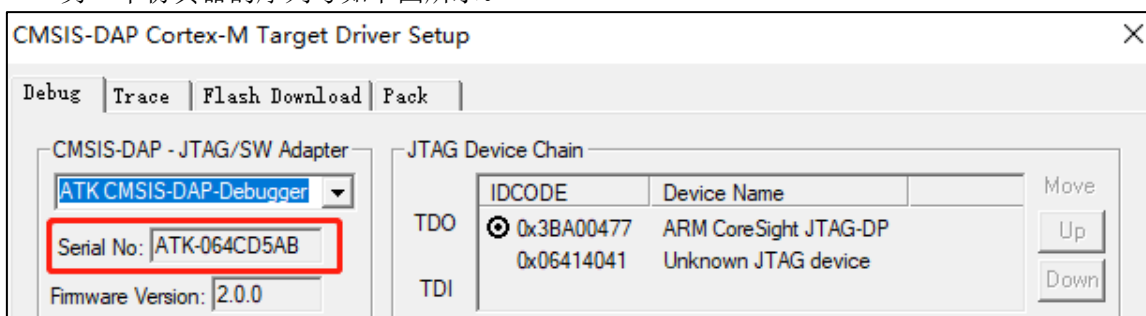 CMSIS-DAP Cortex-M Target Driver Setup
Debug Trace Flash Download Pack
CMSIS-DAP - JTAG/SW Adapter
ATK CMSIS-DAP-Debugger
Serial No: ATK-064CD5AB
Firmware Version: 2.0.0
JTAG Device Chain
IDCODE Device Name
TDO 0x3BA00477 ARM CoreSight JTAG-DP
0x06414041 Unknown JTAG device
TDI
Move
Up
Down